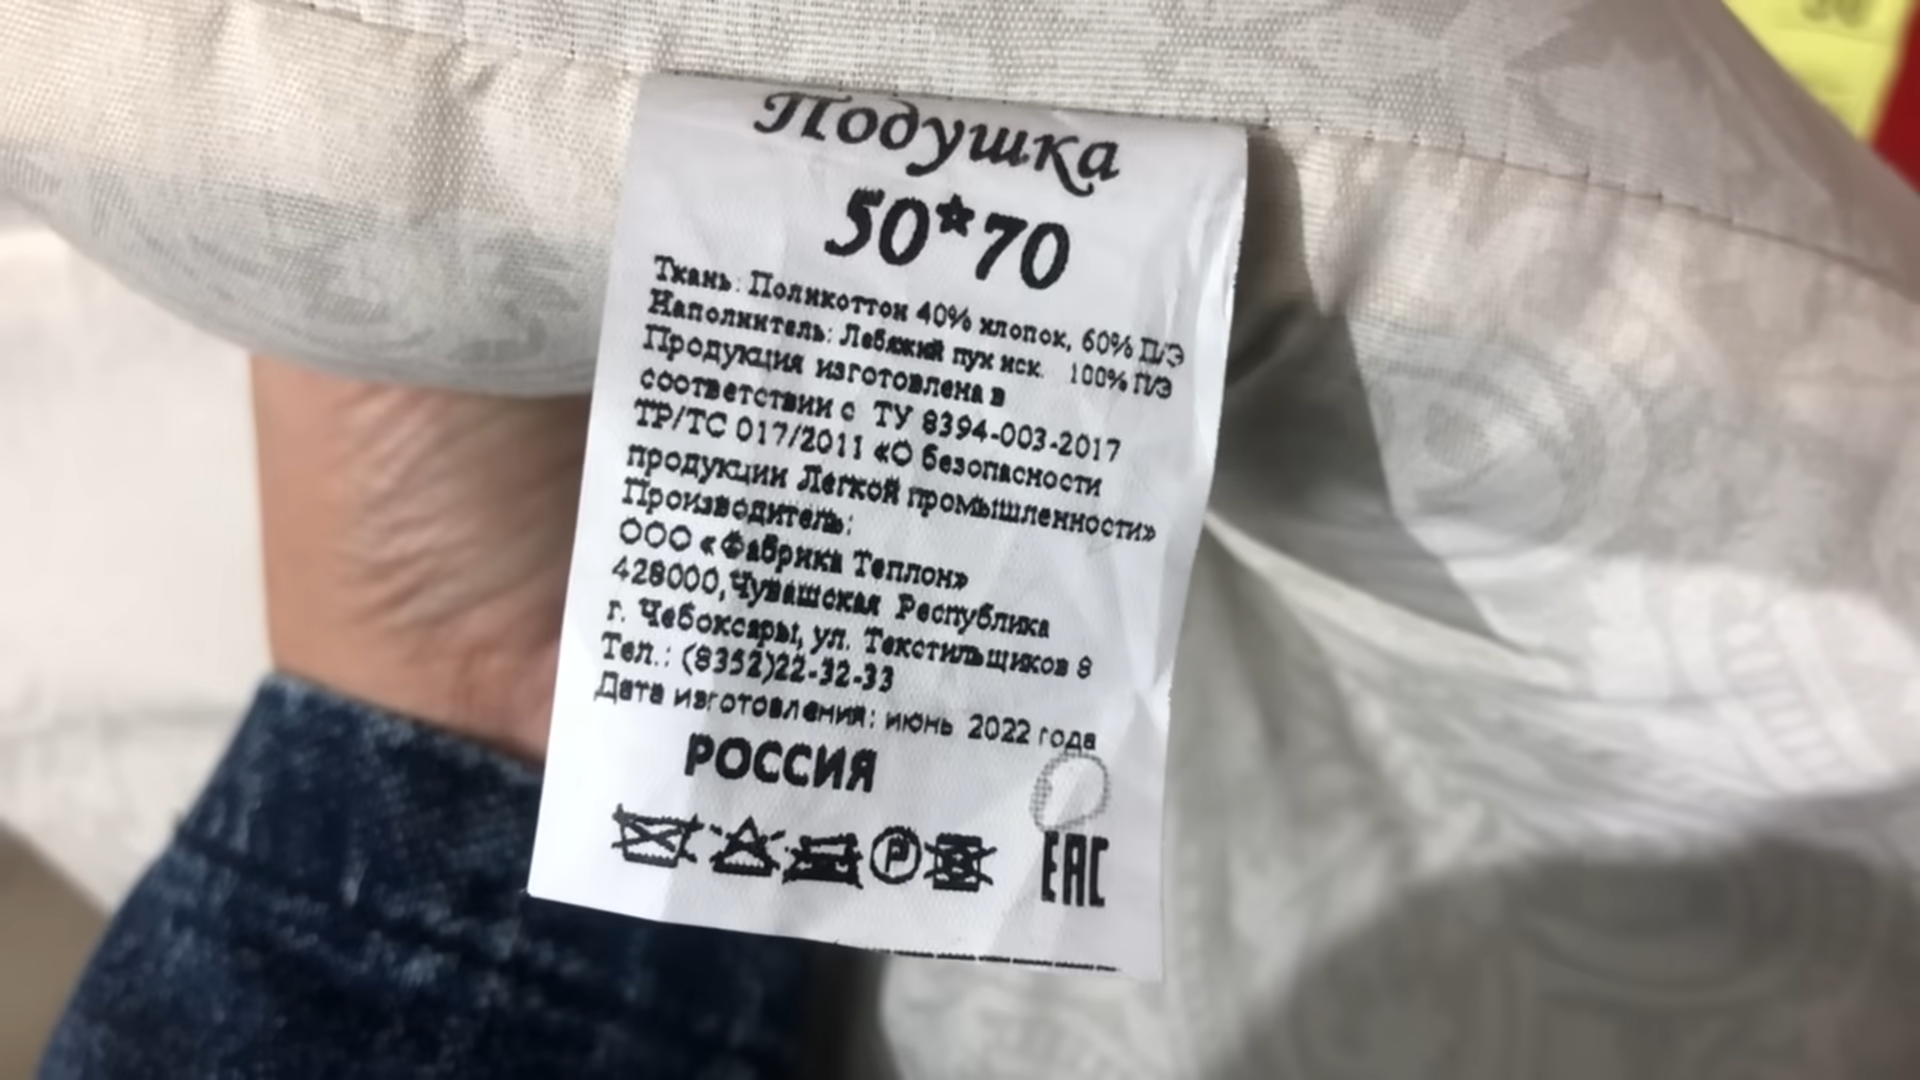 Подушка
50*70
Ткань: Поликоттон 40% хлопок, 60% П/Э
Наполнитель: Лебяжий пух иск. 100% П/Э
Продукция изготовлена в
соответствии с ТУ 8394-003-2017
ТР/ТС 017/2011 «О безопасности
продукции Легкой промышленности»
Производитель:
ООО «Фабрика Теплон»
428000,Чувашская Республика
г. Чебоксары, ул. Текстильщиков 8
Тел.: (8352)22-32-33
Дата изготовления: июнь 2022 года
РОССИЯ
P
EAC